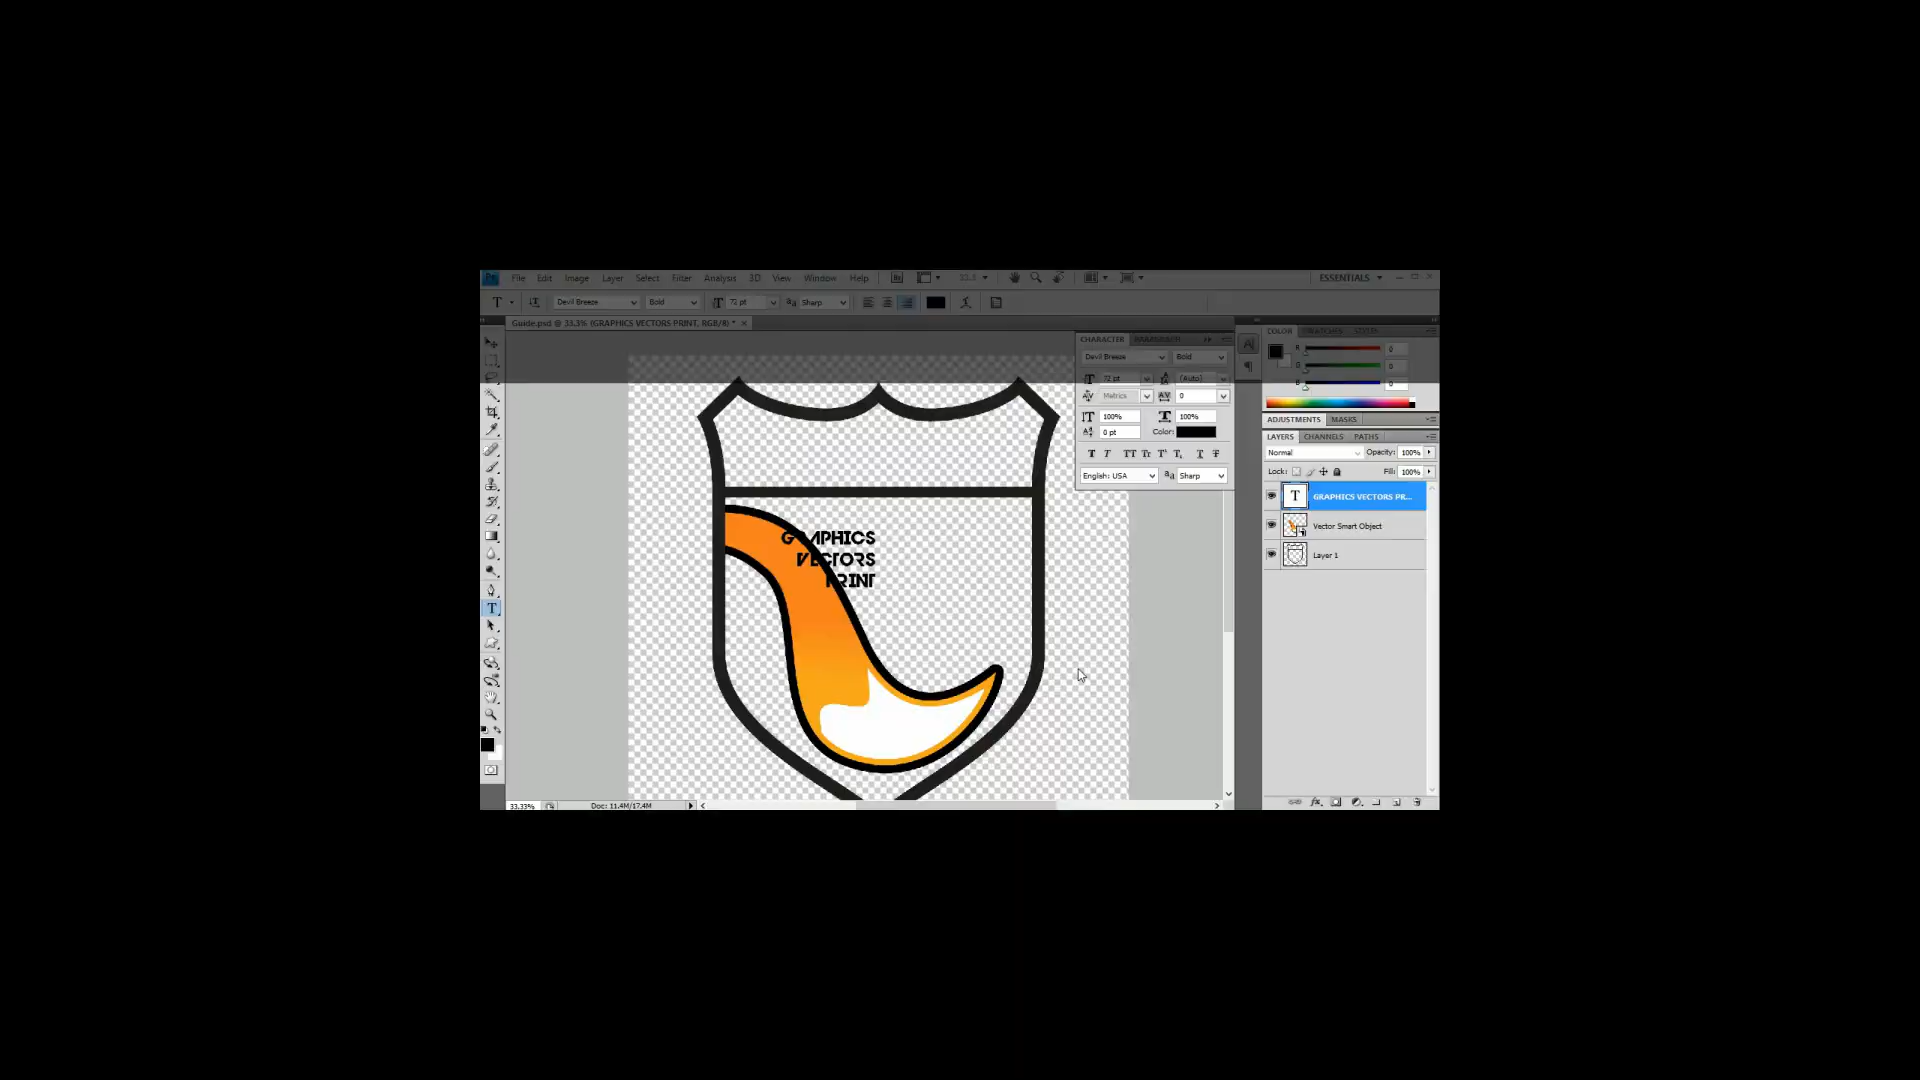 Ps File Edit Image Layer Select Filter Analysis 3D View Window Help Br ESSENTIALS
T Devil Breeze Bold 72 pt Sharp
Guide.psd @ 33,3% (GRAPHICS VECTORS PRINT, RGB/8) *
CHARACTER PARAGRAPH
Devil Breeze Bold
72 pt (Auto)
Metrics 0
100% 100%
0 pt Color:
English: USA aa Sharp
COLOR SWATCHES STYLES
R 0
G 0
B 0
ADJUSTMENTS MASKS
LAYERS CHANNELS PATHS
Normal Opacity: 100%
Lock: Fill: 100%
T GRAPHICS VECTORS PR...
Vector Smart Object
Layer 1
GRAPHICS
VECTORS
PRINT
33,33% Doc: 11,4M/17,4M